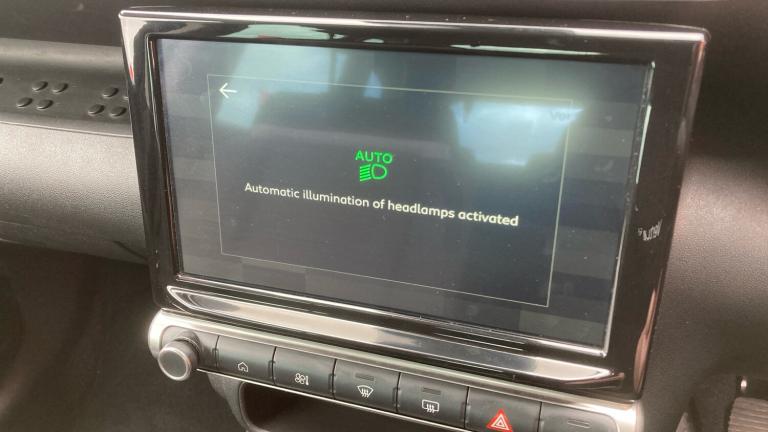 AUTO
Automatic illumination of headlamps activated